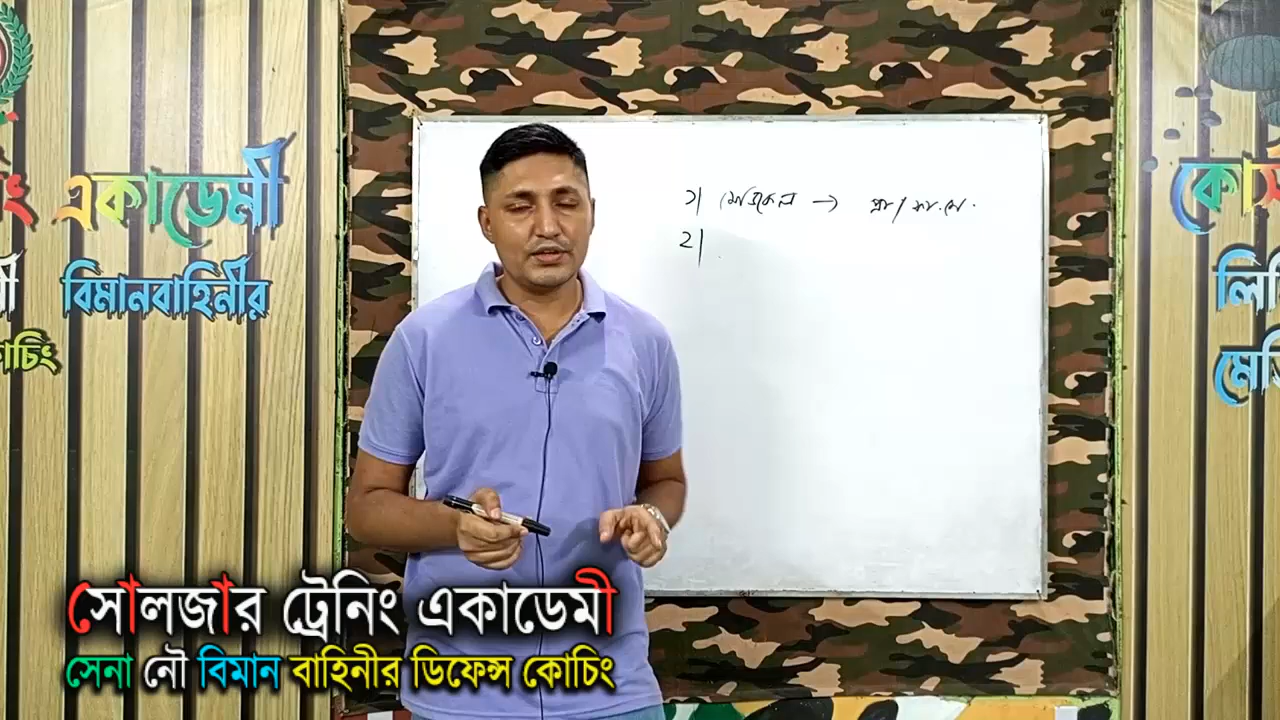 একাডেমী
বিমানবাহিনীর
১| মেডিকেল →
২|
সোলজার ট্রেনিং একাডেমী
সেনা নৌ বিমান বাহিনীর ডিফেন্স কোচিং